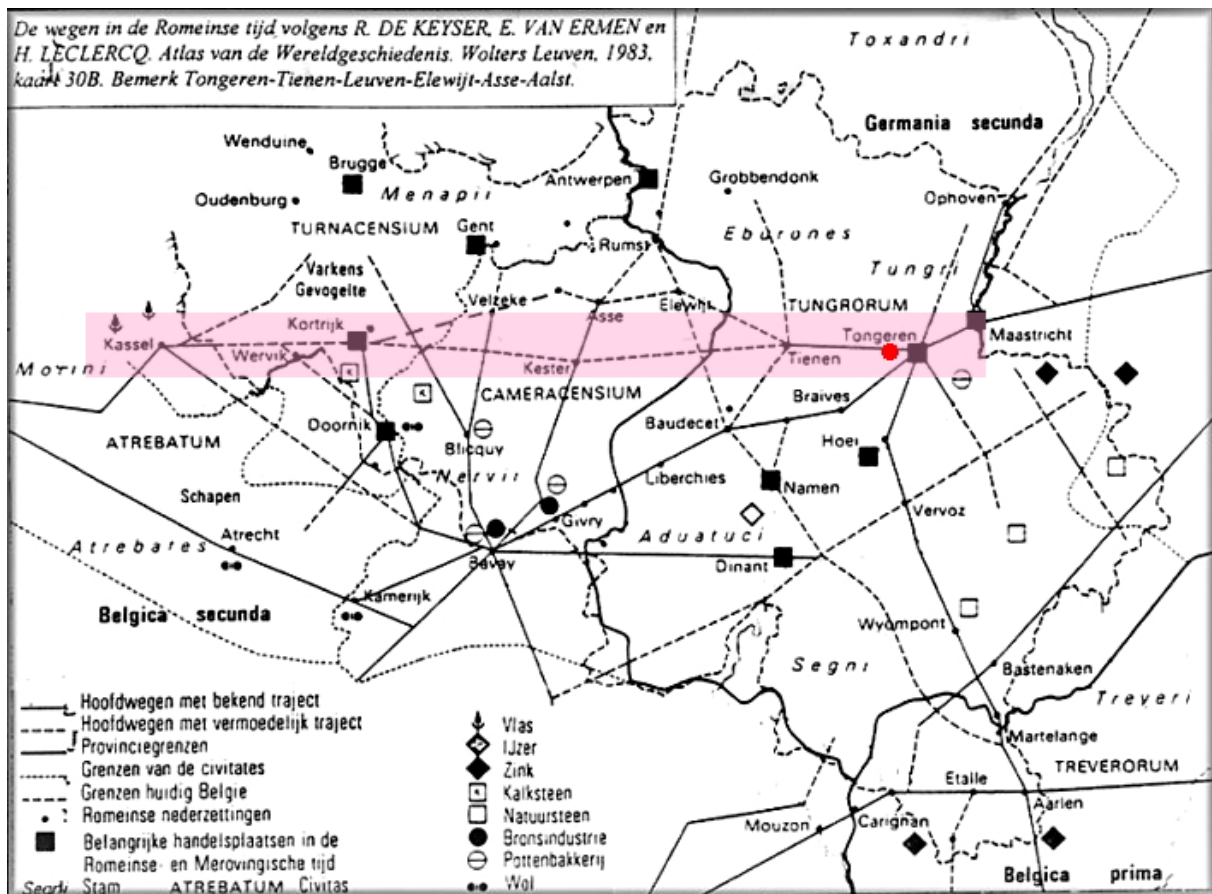 De wegen in de Romeinse tijd volgens R. DE KEYSER, E. VAN ERMEN en
H. LECLERCQ. Atlas van de Wereldgeschiedenis. Wolters Leuven, 1983,
kaart 30B. Bemerk Tongeren-Tienen-Leuven-Elewijt-Asse-Aalst.
Toxandri
Germania secunda
Wenduine
Brugge
Antwerpen
Grobbendonk
Menapii
Oudenburg
Ophoven
TURNACENSIUM
Gent
Eburones
Rumst
Tungri
Varkens
Gevogelte
Velzeke
Elewijt
TUNGRORUM
Asse
Kortrijk
Tongeren
Maastricht
Kassel
Wervik
Tienen
Kester
Morini
CAMERACENSIUM
Braives
Doornik
Baudecet
ATREBATUM
Blicquy
Hoei
Nervii
Liberchies
Namen
Schapen
Givry
Vervoz
Atrecht
Aduatuci
Atrebates
Bavay
Dinant
Kamerijk
Belgica secunda
Wyompont
Segni
Bastenaken
Treveri
Hoofdwegen met bekend traject
Hoofdwegen met vermoedelijk traject
Provinciegrenzen
Grenzen van de civitates
Grenzen huidig Belgie
Romeinse nederzettingen
Belangrijke handelsplaatsen in de
Romeinse- en Merovingische tijd
Segni Stam ATREBATUM Civitas
Vlas
IJzer
Zink
Kalksteen
Natuursteen
Bronsindustrie
Pottenbakkerij
Wol
Martelange
TREVERORUM
Etalle
Aarlen
Mouzon
Carignan
Belgica prima